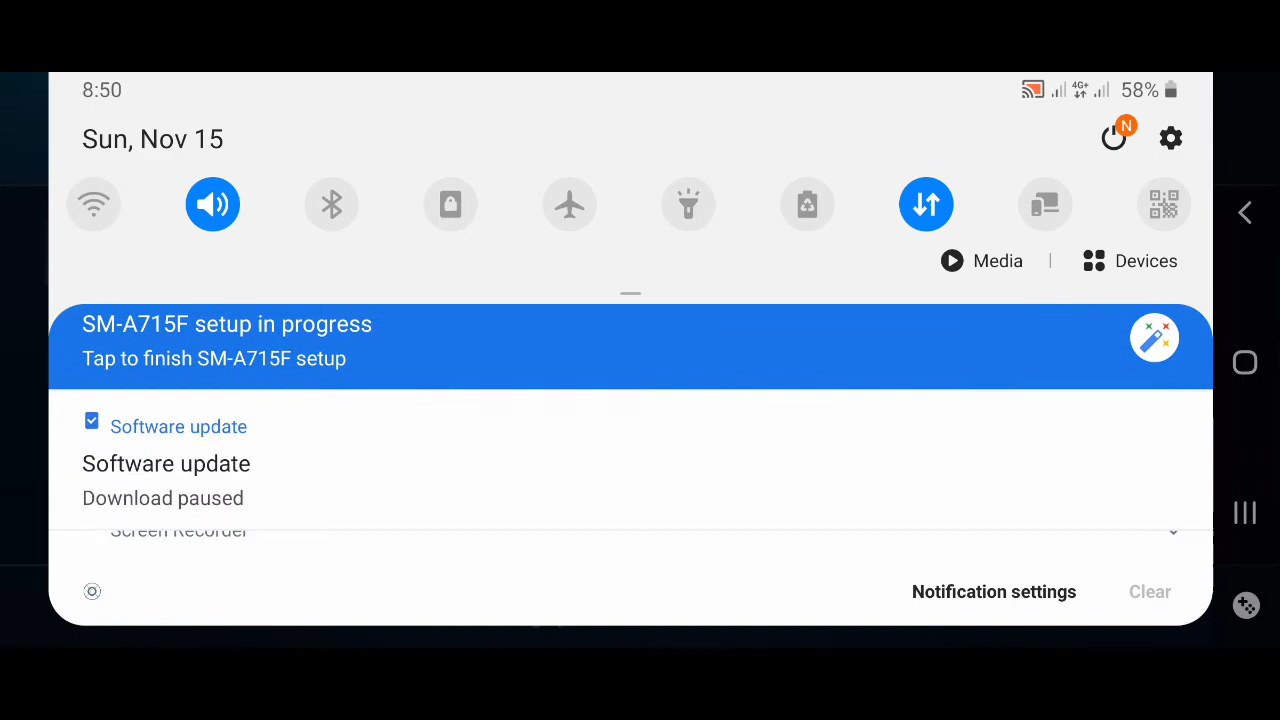 8:50
4G+ 58%
Sun, Nov 15
N
Media | Devices
SM-A715F setup in progress
Tap to finish SM-A715F setup
Software update
Software update
Download paused
Screen Recorder
Notification settings Clear